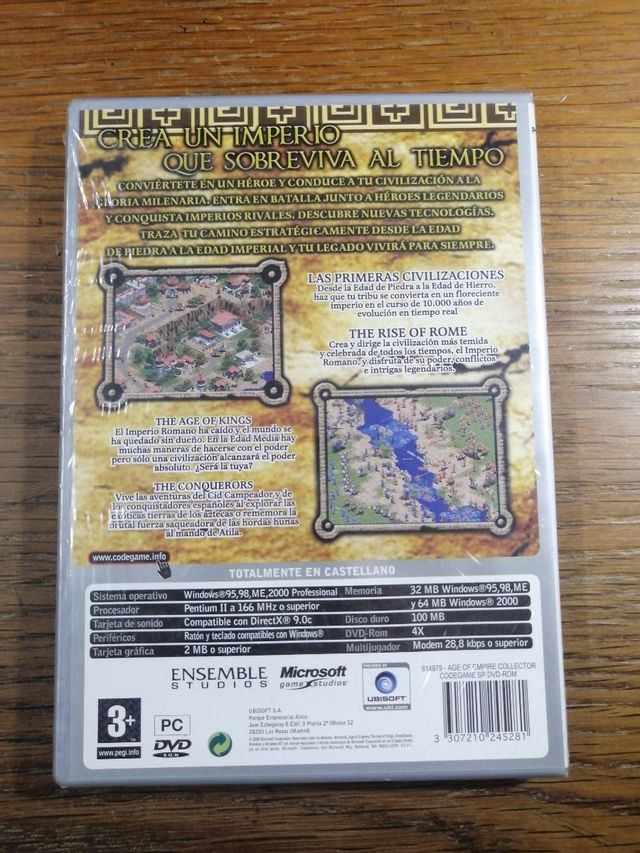 CREA UN IMPERIO
QUE SOBREVIVA AL TIEMPO
CONVIÉRTETE EN UN HÉROE Y CONDUCE A TU CIVILIZACIÓN A LA
GLORIA MILENARIA. ENTRA EN BATALLA JUNTO A HÉROES LEGENDARIOS
Y CONQUISTA IMPERIOS RIVALES. DESCUBRE NUEVAS TECNOLOGÍAS.
TRAZA TU CAMINO ESTRATÉGICAMENTE DESDE LA EDAD
DE PIEDRA A LA EDAD IMPERIAL Y TU LEGADO VIVIRÁ PARA SIEMPRE.
LAS PRIMERAS CIVILIZACIONES
Desde la Edad de Piedra a la Edad de Hierro,
haz que tu tribu se convierta en un floreciente
imperio en el curso de 10.000 años de
evolución en tiempo real
THE RISE OF ROME
Crea y dirige la civilización más temida
y celebrada de todos los tiempos, el Imperio
Romano, y disfruta de su poder, conflictos
e intrigas legendarios.
THE AGE OF KINGS
El Imperio Romano ha caído y el mundo se
ha quedado sin dueño. En la Edad Media hay
muchas maneras de hacerse con el poder
pero sólo una civilización alcanzará el poder
absoluto. ¿Será la tuya?
THE CONQUERORS
Vive las aventuras del Cid Campeador y de
los conquistadores españoles al explorar las
exóticas tierras de los aztecas o rememora la
brutal fuerza saqueadora de las hordas hunas
al mando de Atila.
www.codegame.info
TOTALMENTE EN CASTELLANO
Sistema operativo Windows®95,98,ME,2000 Professional
Procesador Pentium II a 166 MHz o superior
Tarjeta de sonido Compatible con DirectX® 9.0c
Periféricos Ratón y teclado compatibles con Windows®
Tarjeta gráfica 2 MB o superior
Memoria 32 MB Windows®95,98,ME
y 64 MB Windows® 2000
Disco duro 100 MB
DVD-Rom 4X
Multijugador Modem 28,8 kbps o superior
ENSEMBLE
STUDIOS
Microsoft
game studios
PUBLISHED BY
UBISOFT
www.ubi.com
814979 - AGE OF EMPIRE COLLECTOR
CODEGAME SP DVD-ROM
3 307210 245281
3+
www.pegi.info
PC
DVD
ROM
UBISOFT S.A.
Parque Empresarial Alvia
Jose Echegaray 8 Edif. 3 Planta 2ª Oficina 12
28230 Las Rozas (Madrid)